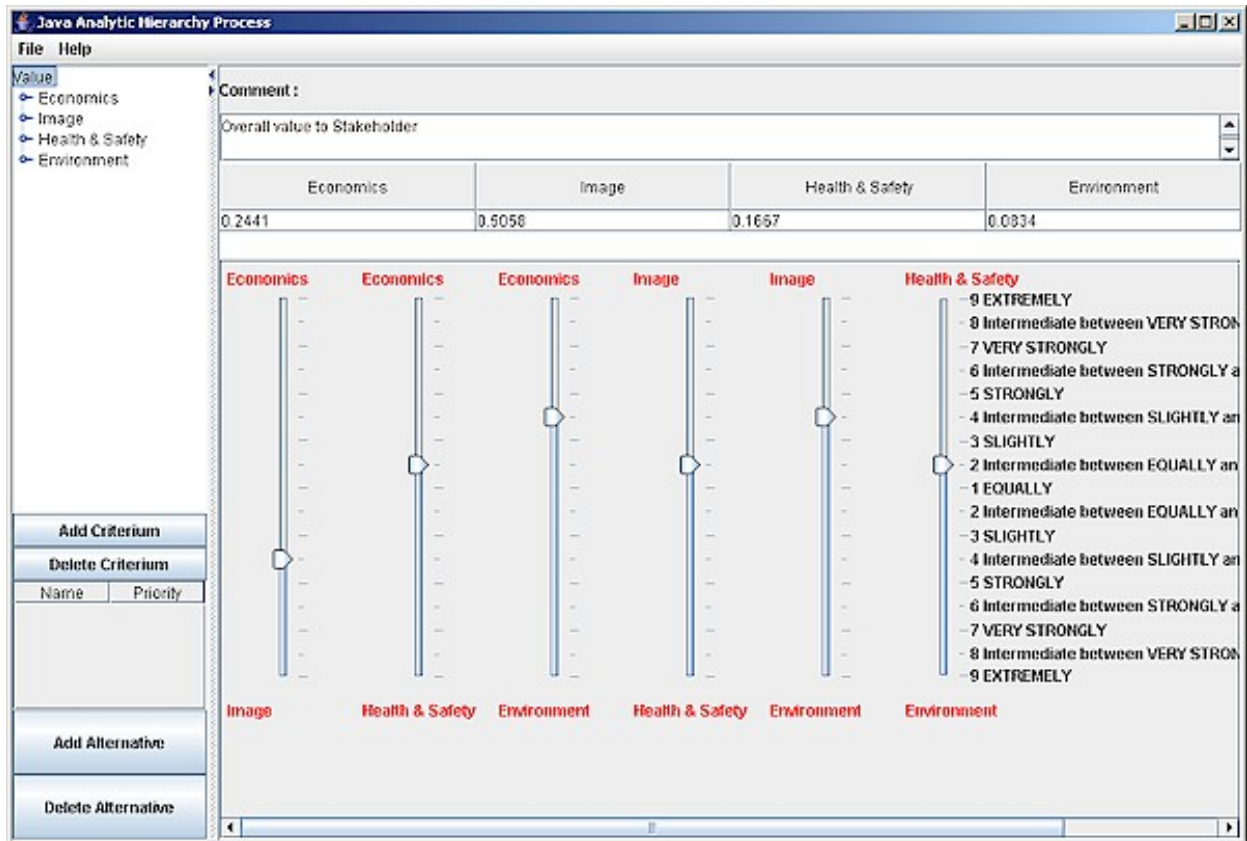 Java Analytic Hierarchy Process
File Help
Value
Economics
Image
Health & Safety
Environment
Add Criterium
Delete Criterium
Name Priority
Add Alternative
Delete Alternative
Comment :
Overall value to Stakeholder
Economics Image Health & Safety Environment
0.2441 0.5058 0.1667 0.0834
Economics Economics Economics Image Image Health & Safety
9 EXTREMELY
8 Intermediate between VERY STRON
7 VERY STRONGLY
6 Intermediate between STRONGLY a
5 STRONGLY
4 Intermediate between SLIGHTLY an
3 SLIGHTLY
2 Intermediate between EQUALLY an
1 EQUALLY
2 Intermediate between EQUALLY an
3 SLIGHTLY
4 Intermediate between SLIGHTLY an
5 STRONGLY
6 Intermediate between STRONGLY a
7 VERY STRONGLY
8 Intermediate between VERY STRON
9 EXTREMELY
Image Health & Safety Environment Health & Safety Environment Environment